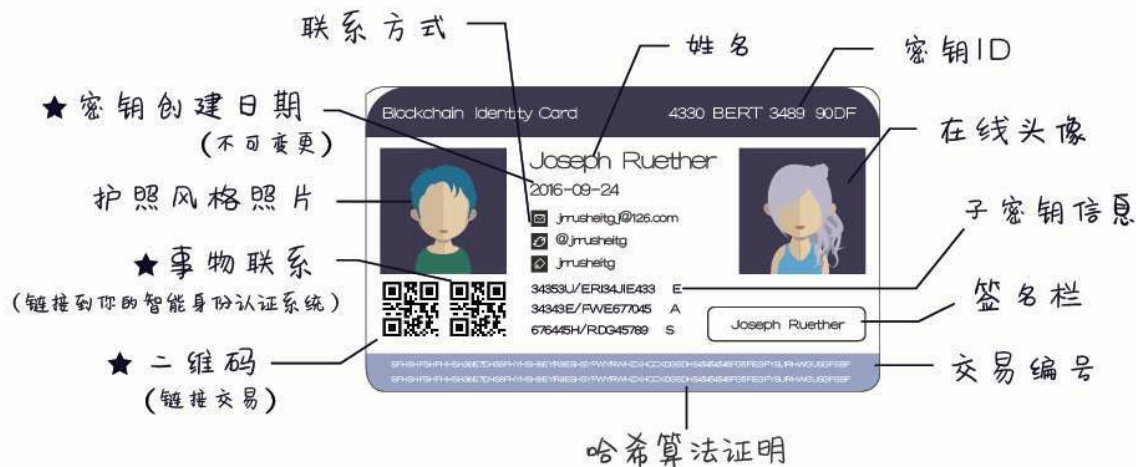 联系方式
姓名
密钥ID
★密钥创建日期
(不可变更)
Blockchain Identity Card
4330 BERT 3489 90DF
在线头像
Joseph Ruether
护照风格照片
2016-09-24
jrrusheitgj@126.com
子密钥信息
@jrrusheitg
★事物联系
jrrusheitg
(链接到你的智能身份认证系统)
34353U/ERI34JIE433 E
34343E/FWE677045 A
签名栏
676445H/RDG45789 S
Joseph Ruether
★二维码
(链接交易)
交易编号
哈希算法证明